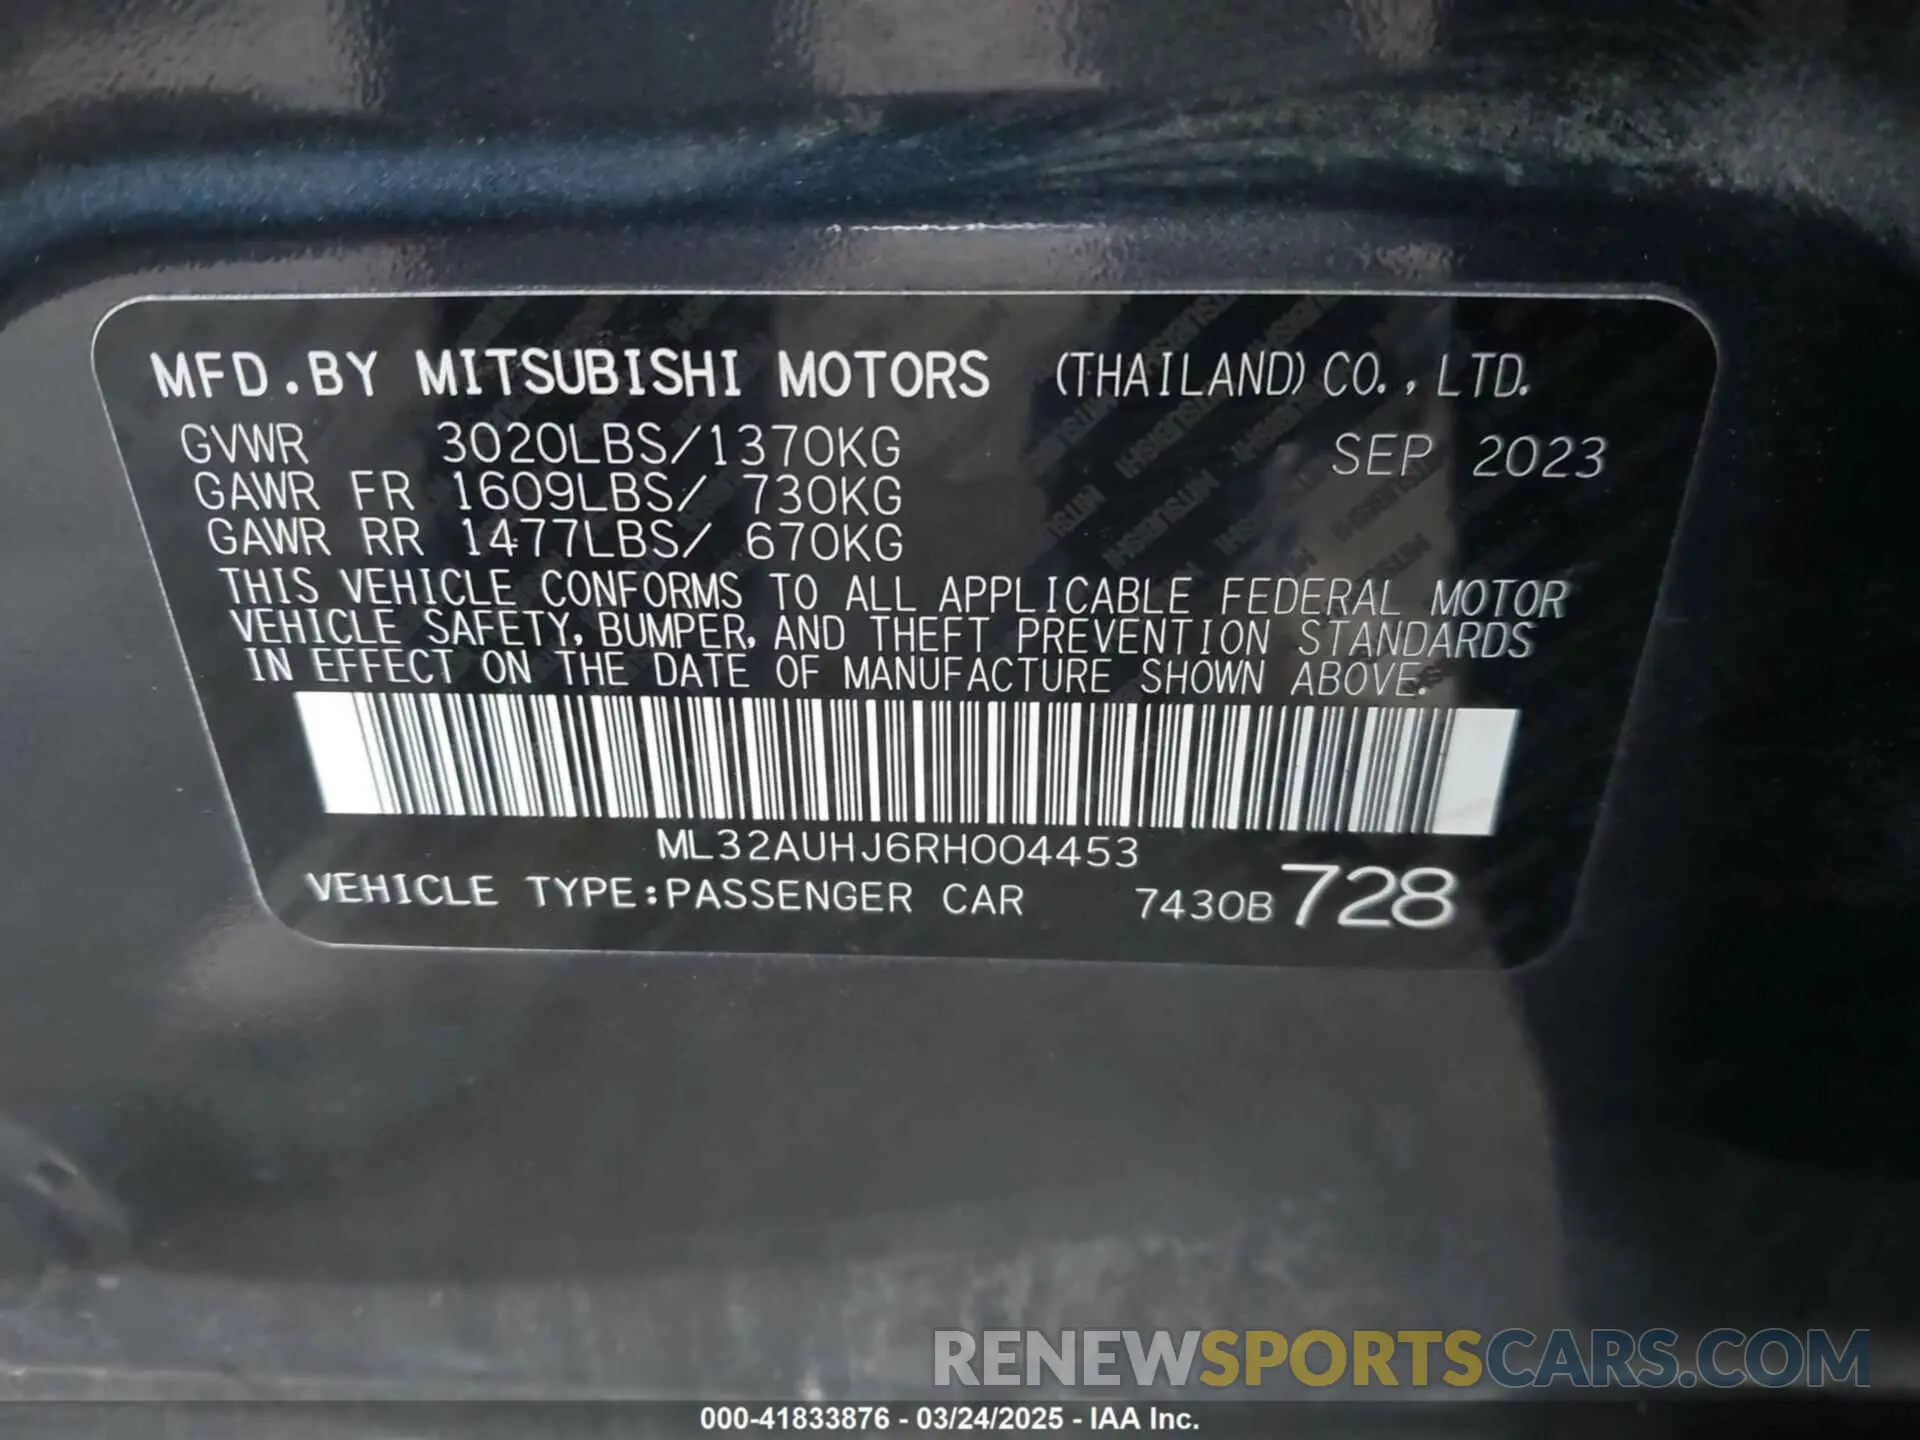 MFD.BY MITSUBISHI MOTORS (THAILAND) CO., LTD.
GVWR 3020LBS/1370KG SEP 2023
GAWR FR 1609LBS/ 730KG
GAWR RR 1477LBS/ 670KG
THIS VEHICLE CONFORMS TO ALL APPLICABLE FEDERAL MOTOR
VEHICLE SAFETY, BUMPER, AND THEFT PREVENTION STANDARDS
IN EFFECT ON THE DATE OF MANUFACTURE SHOWN ABOVE.
ML32AUHJ6RH004453
VEHICLE TYPE:PASSENGER CAR 7430B 728
RENEWSPORTSCARS.COM
000-41833876 - 03/24/2025 - IAA Inc.